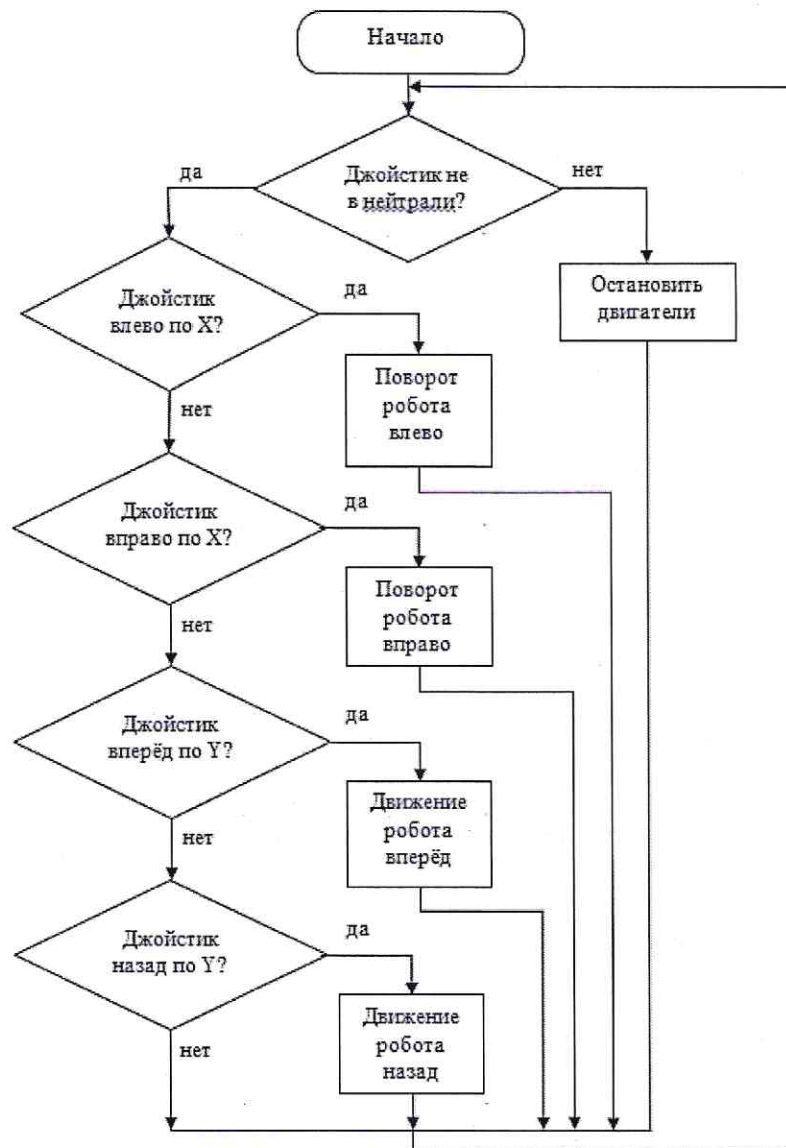 Начало
Джойстик не
в нейтрали?
да
нет
Остановить
двигатели
Джойстик
влево по X?
да
Поворот
робота
влево
нет
Джойстик
вправо по X?
да
Поворот
робота
вправо
нет
Джойстик
вперёд по Y?
да
Движение
робота
вперёд
нет
Джойстик
назад по Y?
да
Движение
робота
назад
нет